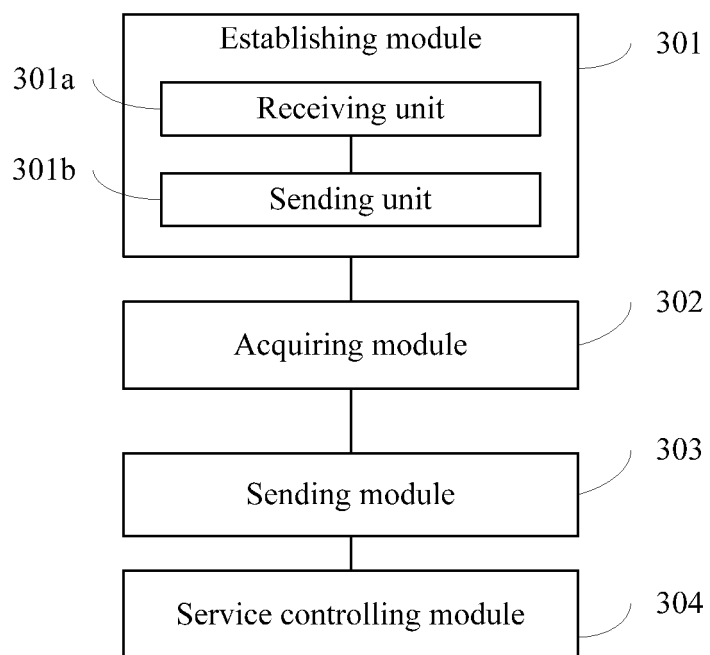 Establishing module
301
301a
Receiving unit
301b
Sending unit
302
Acquiring module
303
Sending module
304
Service controlling module